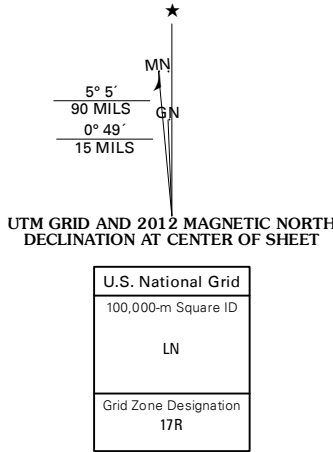 MN
5° 5´
90 MILS
GN
0° 49´
15 MILS
UTM GRID AND 2012 MAGNETIC NORTH
DECLINATION AT CENTER OF SHEET
U.S. National Grid
100,000-m Square ID
LN
Grid Zone Designation
17R